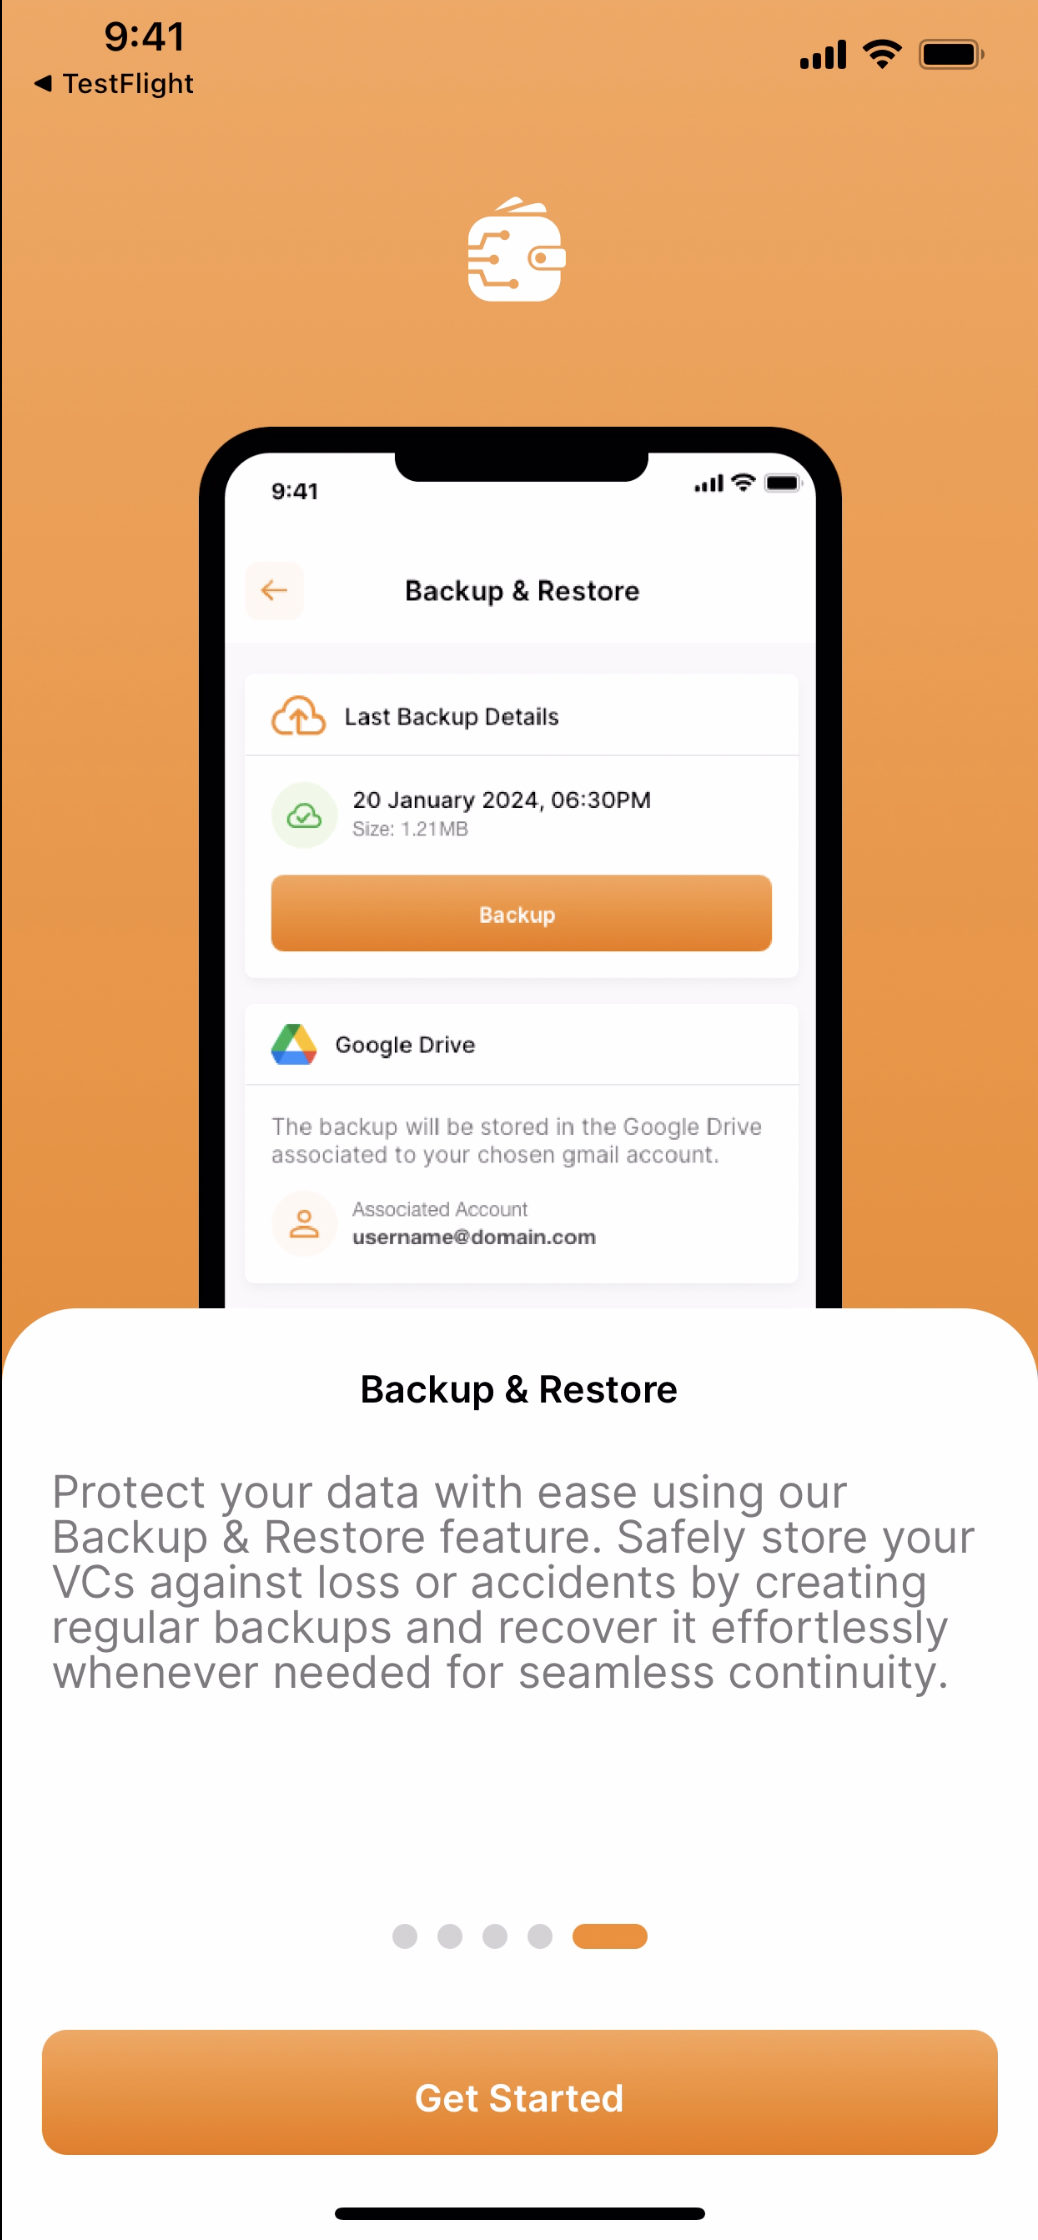 9:41
◀ TestFlight
9:41
Backup & Restore
Last Backup Details
20 January 2024, 06:30PM
Size: 1.21MB
Backup
Google Drive
The backup will be stored in the Google Drive
associated to your chosen gmail account.
Associated Account
username@domain.com
Backup & Restore
Protect your data with ease using our
Backup & Restore feature. Safely store your
VCs against loss or accidents by creating
regular backups and recover it effortlessly
whenever needed for seamless continuity.
Get Started